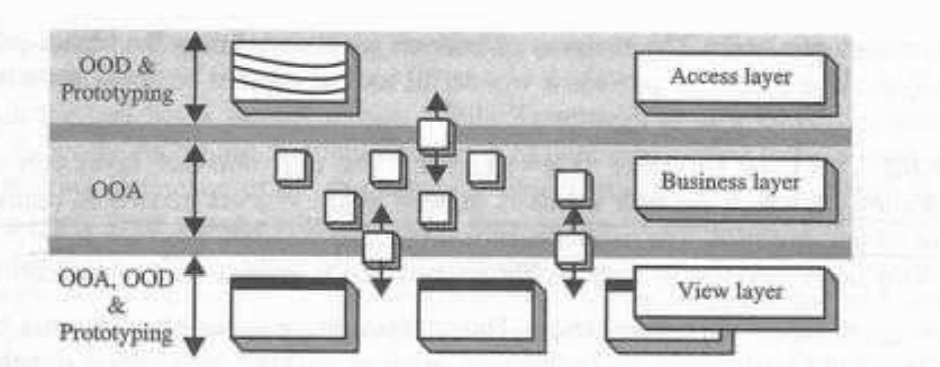 OOD &
Prototyping
Access layer
OOA
Business layer
OOA, OOD
&
Prototyping
View layer